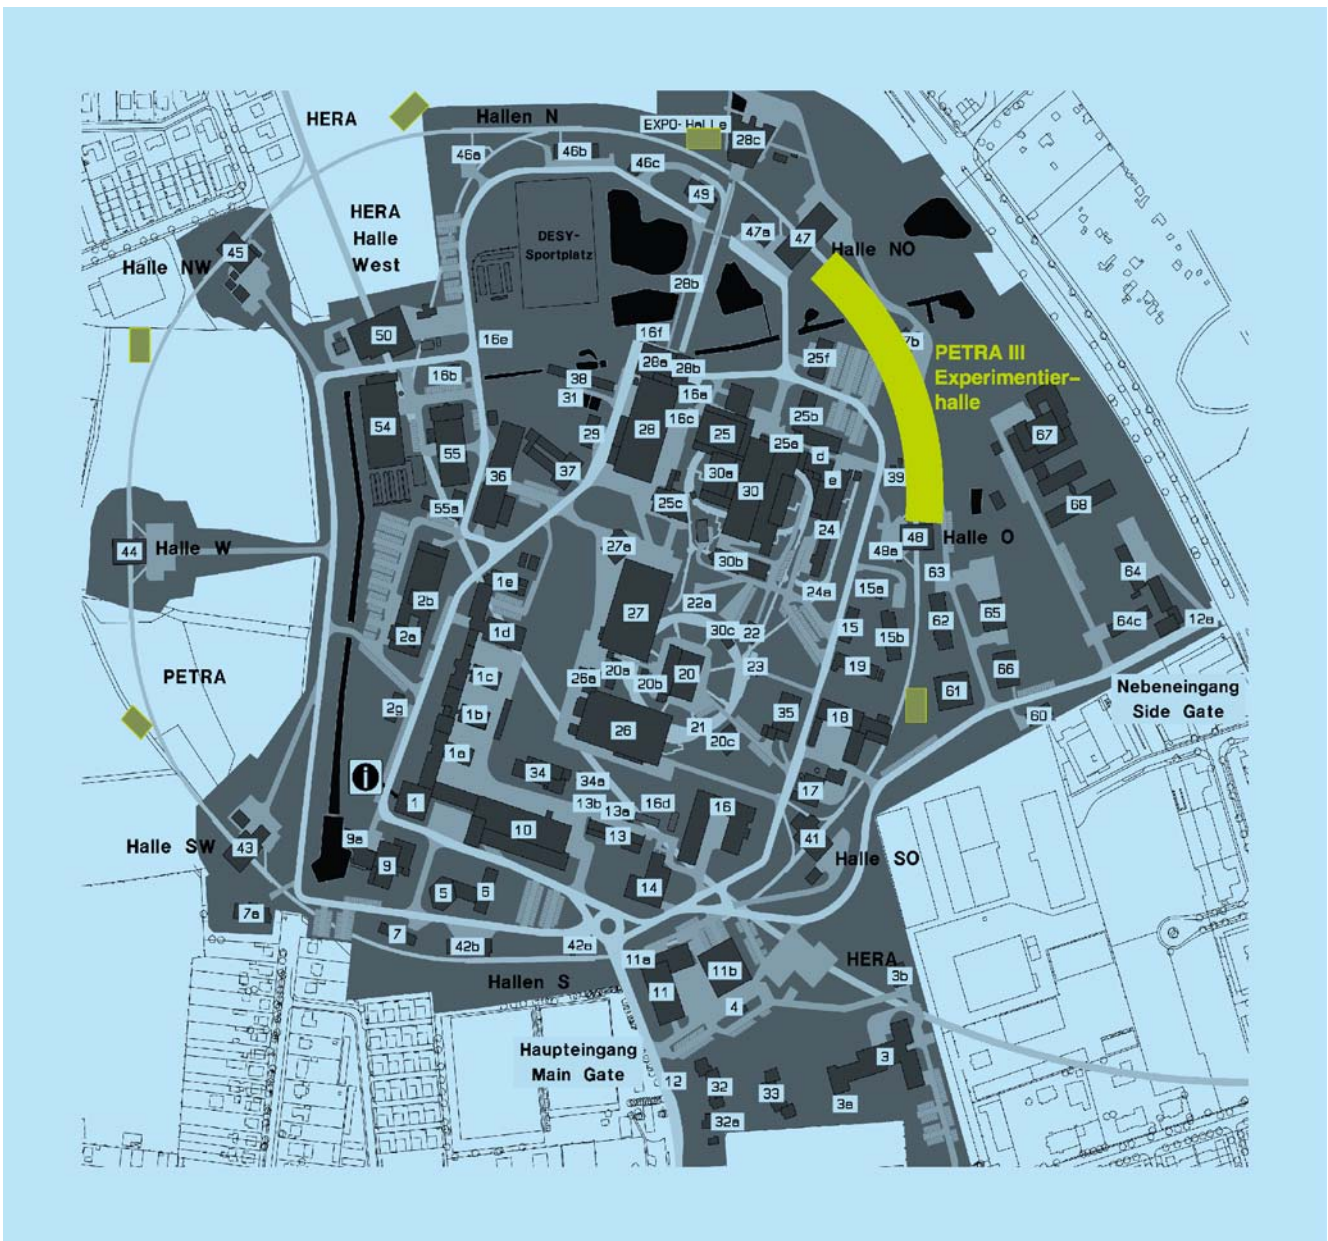 HERA
Hallen N
EXPO-Halle
28c
46a
46b
46c
49
HERA
Halle
West
DESY-
Sportplatz
47a
47
Halle NO
45
Halle NW
28b
50
16e
16f
28a
28b
25f
7b
PETRA III
Experimentier-
halle
16b
38
31
16a
16c
25b
54
55
29
28
25
25a
d
67
36
37
30a
30
e
39
68
55a
25c
24
44
Halle W
27a
48
48a
Halle O
30b
1e
2b
27
22a
24a
15a
63
64
65
2a
1d
30c
22
15
15b
62
64c
12a
PETRA
1c
26a
20a
20b
20
23
19
66
61
Nebeneingang
Side Gate
2g
1b
26
21
20c
35
18
60
1a
i
34
34a
17
1
13b
13a
16d
16
10
13
41
Halle SW
43
9a
9
Halle SO
5
6
14
7a
7
42b
42a
11a
11b
HERA
3b
Hallen S
11
4
Haupteingang
Main Gate
3
12
32
33
3a
32a